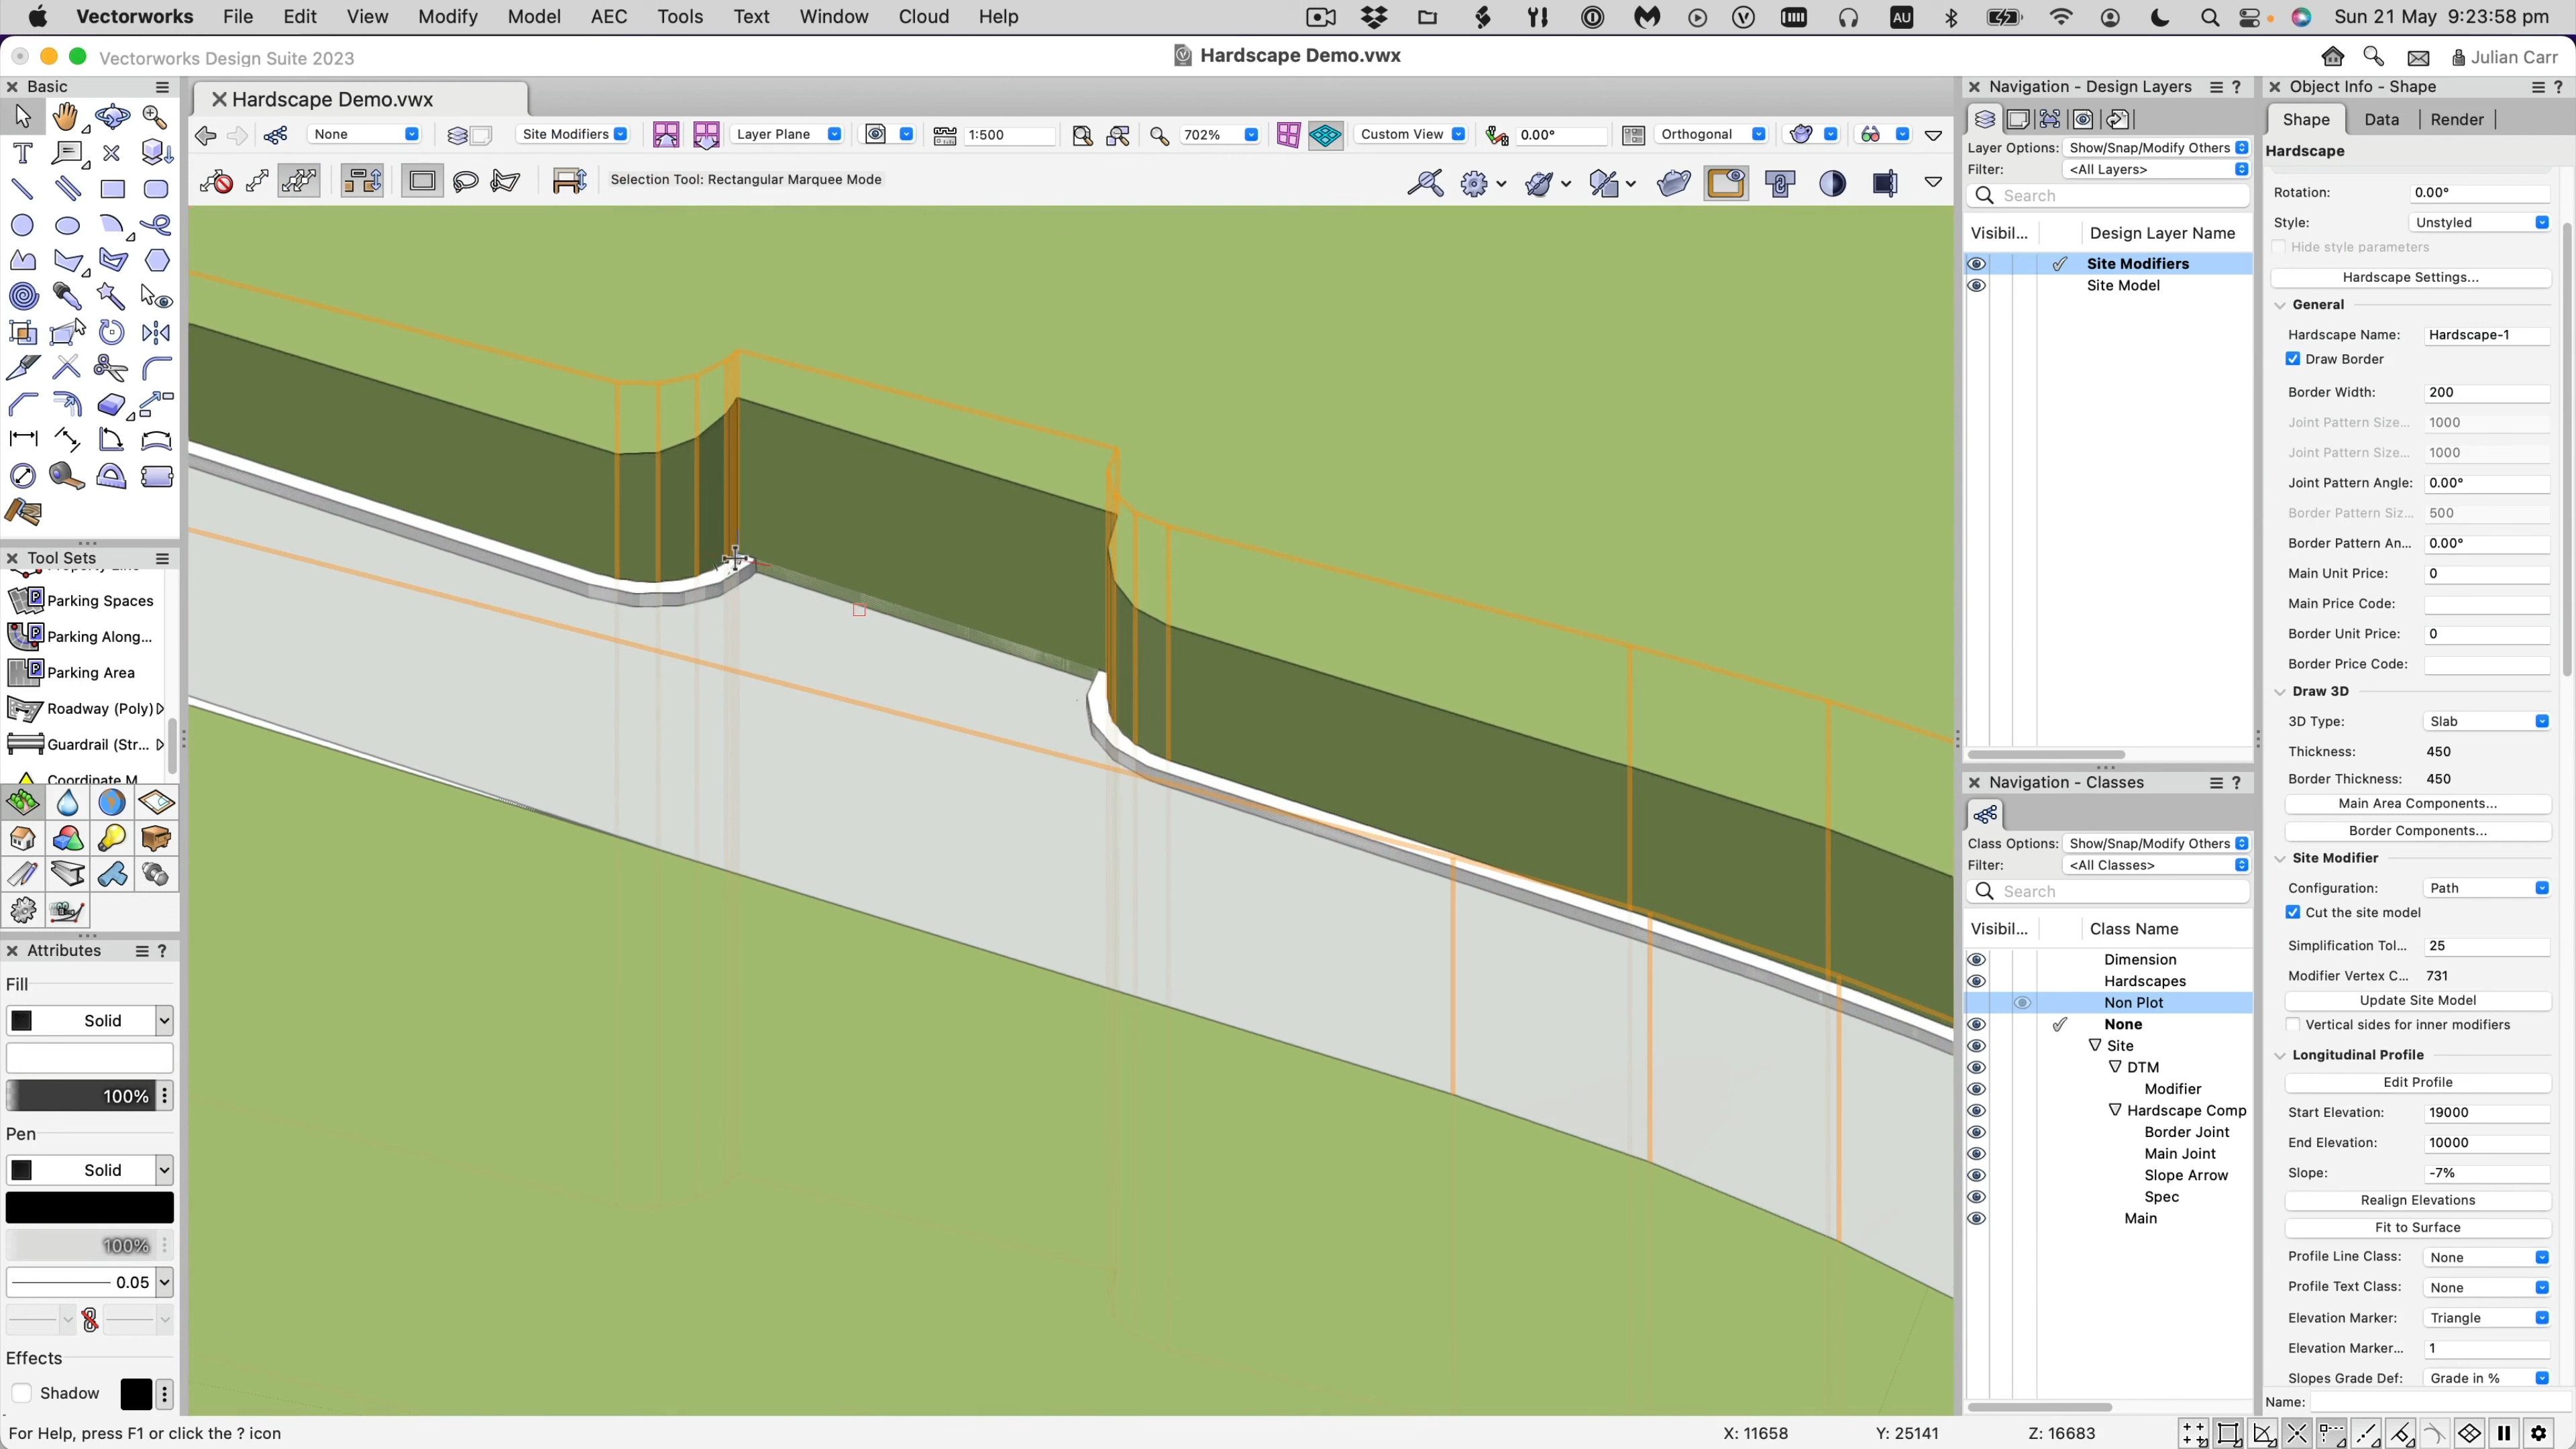 Vectorworks File Edit View Modify Model AEC Tools Text Window Cloud Help AU Sun 21 May 9:23:58 pm
Vectorworks Design Suite 2023 Hardscape Demo.vwx Julian Carr
Basic
Hardscape Demo.vwx
None Site Modifiers Layer Plane 1:500 702% Custom View 0.00° Orthogonal
Selection Tool: Rectangular Marquee Mode
Tool Sets
Parking Spaces
Parking Along...
Parking Area
Roadway (Poly)
Guardrail (Str...
Coordinate M
Attributes ?
Fill
Solid
100%
Pen
Solid
100%
0.05
Effects
Shadow
Navigation - Design Layers ?
Layer Options: Show/Snap/Modify Others
Filter: <All Layers>
Search
Visibil... Design Layer Name
Site Modifiers
Site Model
Navigation - Classes ?
Class Options: Show/Snap/Modify Others
Filter: <All Classes>
Search
Visibil... Class Name
Dimension
Hardscapes
Non Plot
None
Site
DTM
Modifier
Hardscape Comp
Border Joint
Main Joint
Slope Arrow
Spec
Main
Object Info - Shape ?
Shape Data Render
Hardscape
Rotation: 0.00°
Style: Unstyled
Hide style parameters
Hardscape Settings...
General
Hardscape Name: Hardscape-1
Draw Border
Border Width: 200
Joint Pattern Size... 1000
Joint Pattern Size... 1000
Joint Pattern Angle: 0.00°
Border Pattern Siz... 500
Border Pattern An... 0.00°
Main Unit Price: 0
Main Price Code:
Border Unit Price: 0
Border Price Code:
Draw 3D
3D Type: Slab
Thickness: 450
Border Thickness: 450
Main Area Components...
Border Components...
Site Modifier
Configuration: Path
Cut the site model
Simplification Tol... 25
Modifier Vertex C... 731
Update Site Model
Vertical sides for inner modifiers
Longitudinal Profile
Edit Profile
Start Elevation: 19000
End Elevation: 10000
Slope: -7%
Realign Elevations
Fit to Surface
Profile Line Class: None
Profile Text Class: None
Elevation Marker: Triangle
Elevation Marker... 1
Slopes Grade Def: Grade in %
Name:
For Help, press F1 or click the ? icon X: 11658 Y: 25141 Z: 16683